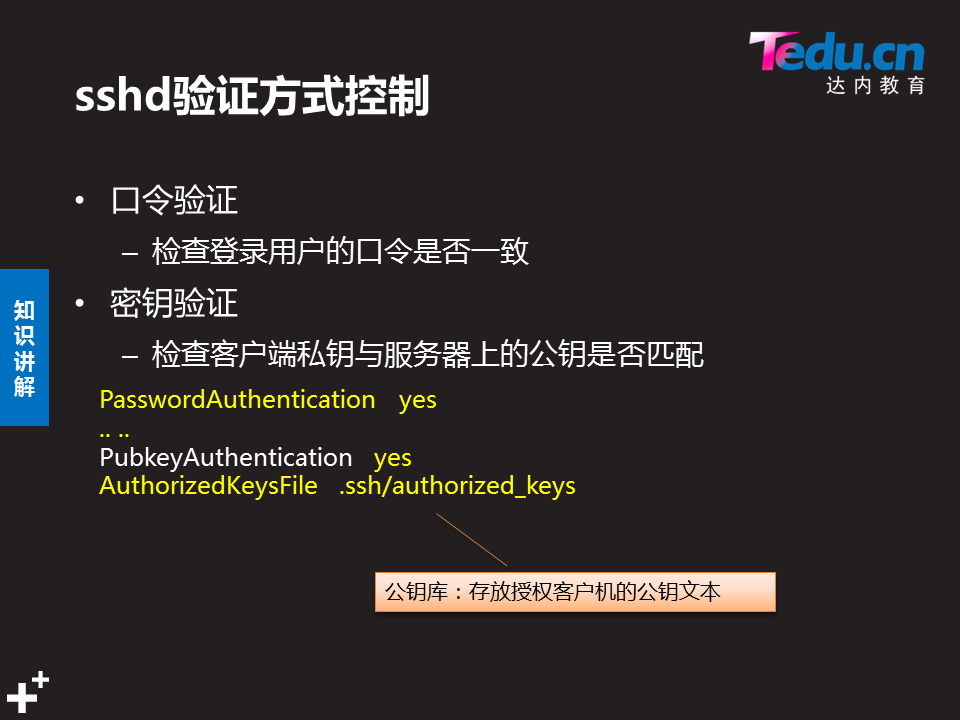 Tedu.cn
达内教育
sshd验证方式控制
• 口令验证
– 检查登录用户的口令是否一致
• 密钥验证
– 检查客户端私钥与服务器上的公钥是否匹配
知识讲解
PasswordAuthentication yes
.. ..
PubkeyAuthentication yes
AuthorizedKeysFile .ssh/authorized_keys
公钥库：存放授权客户机的公钥文本